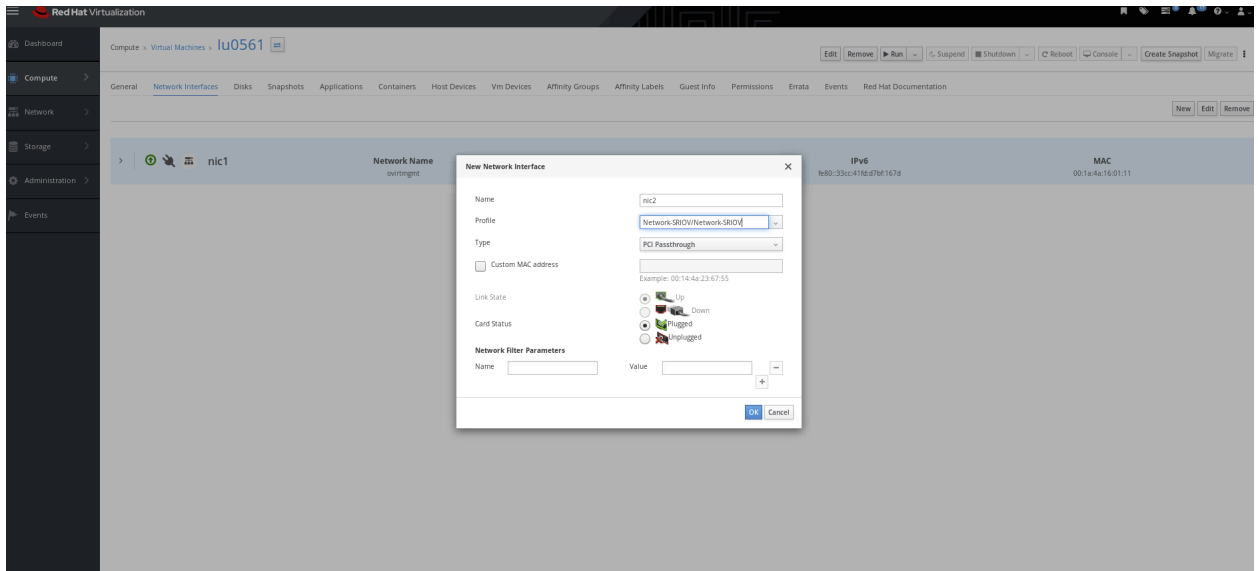 Red Hat Virtualization
Dashboard
Compute
Network
Storage
Administration
Events
Compute » Virtual Machines » lu0561
Edit Remove Run Suspend Shutdown Reboot Console Create Snapshot Migrate
General Network Interfaces Disks Snapshots Applications Containers Host Devices Vm Devices Affinity Groups Affinity Labels Guest Info Permissions Errata Events Red Hat Documentation
New Edit Remove
nic1 Network Name IPv6 MAC
ovirtmgmt fe80::33cc:41fd:d7bf:167d 00:1a:4a:16:01:11
New Network Interface
Name nic2
Profile Network-SRIOV/Network-SRIOV
Type PCI Passthrough
Custom MAC address
Example: 00:14:4a:23:67:55
Link State Up
Down
Card Status Plugged
Unplugged
Network Filter Parameters
Name Value
OK Cancel